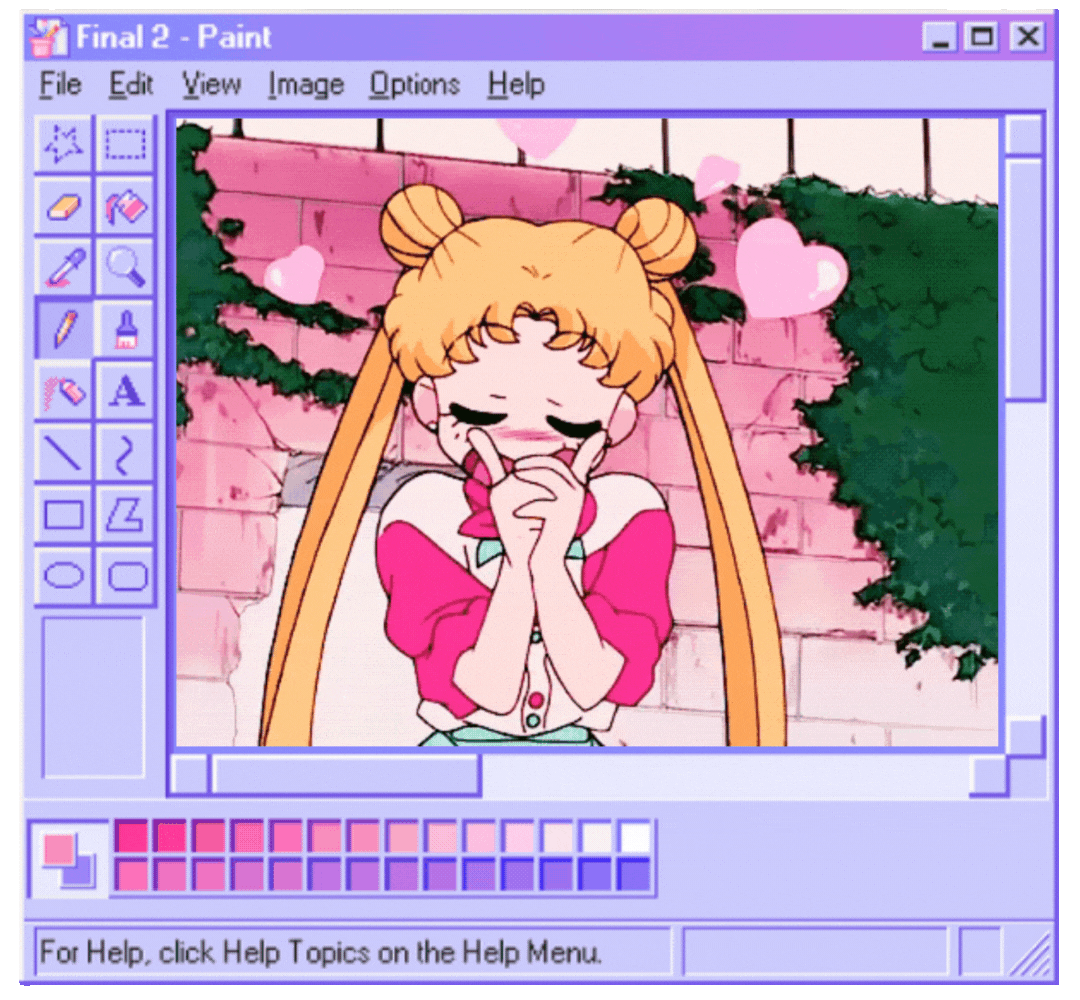 Final 2 - Paint
File Edit View Image Options Help
A
For Help, click Help Topics on the Help Menu.